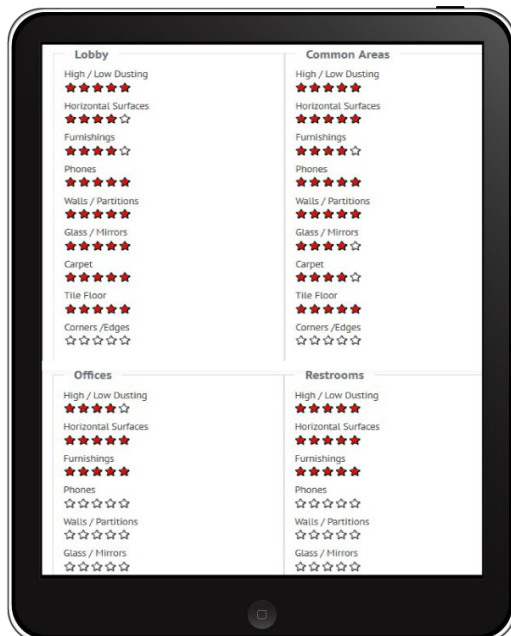 Lobby
High / Low Dusting
Horizontal Surfaces
Furnishings
Phones
Walls / Partitions
Glass / Mirrors
Carpet
Tile Floor
Corners /Edges
Common Areas
High / Low Dusting
Horizontal Surfaces
Furnishings
Phones
Walls / Partitions
Glass / Mirrors
Carpet
Tile Floor
Corners /Edges
Offices
High / Low Dusting
Horizontal Surfaces
Furnishings
Phones
Walls / Partitions
Glass / Mirrors
Restrooms
High / Low Dusting
Horizontal Surfaces
Furnishings
Phones
Walls / Partitions
Glass / Mirrors